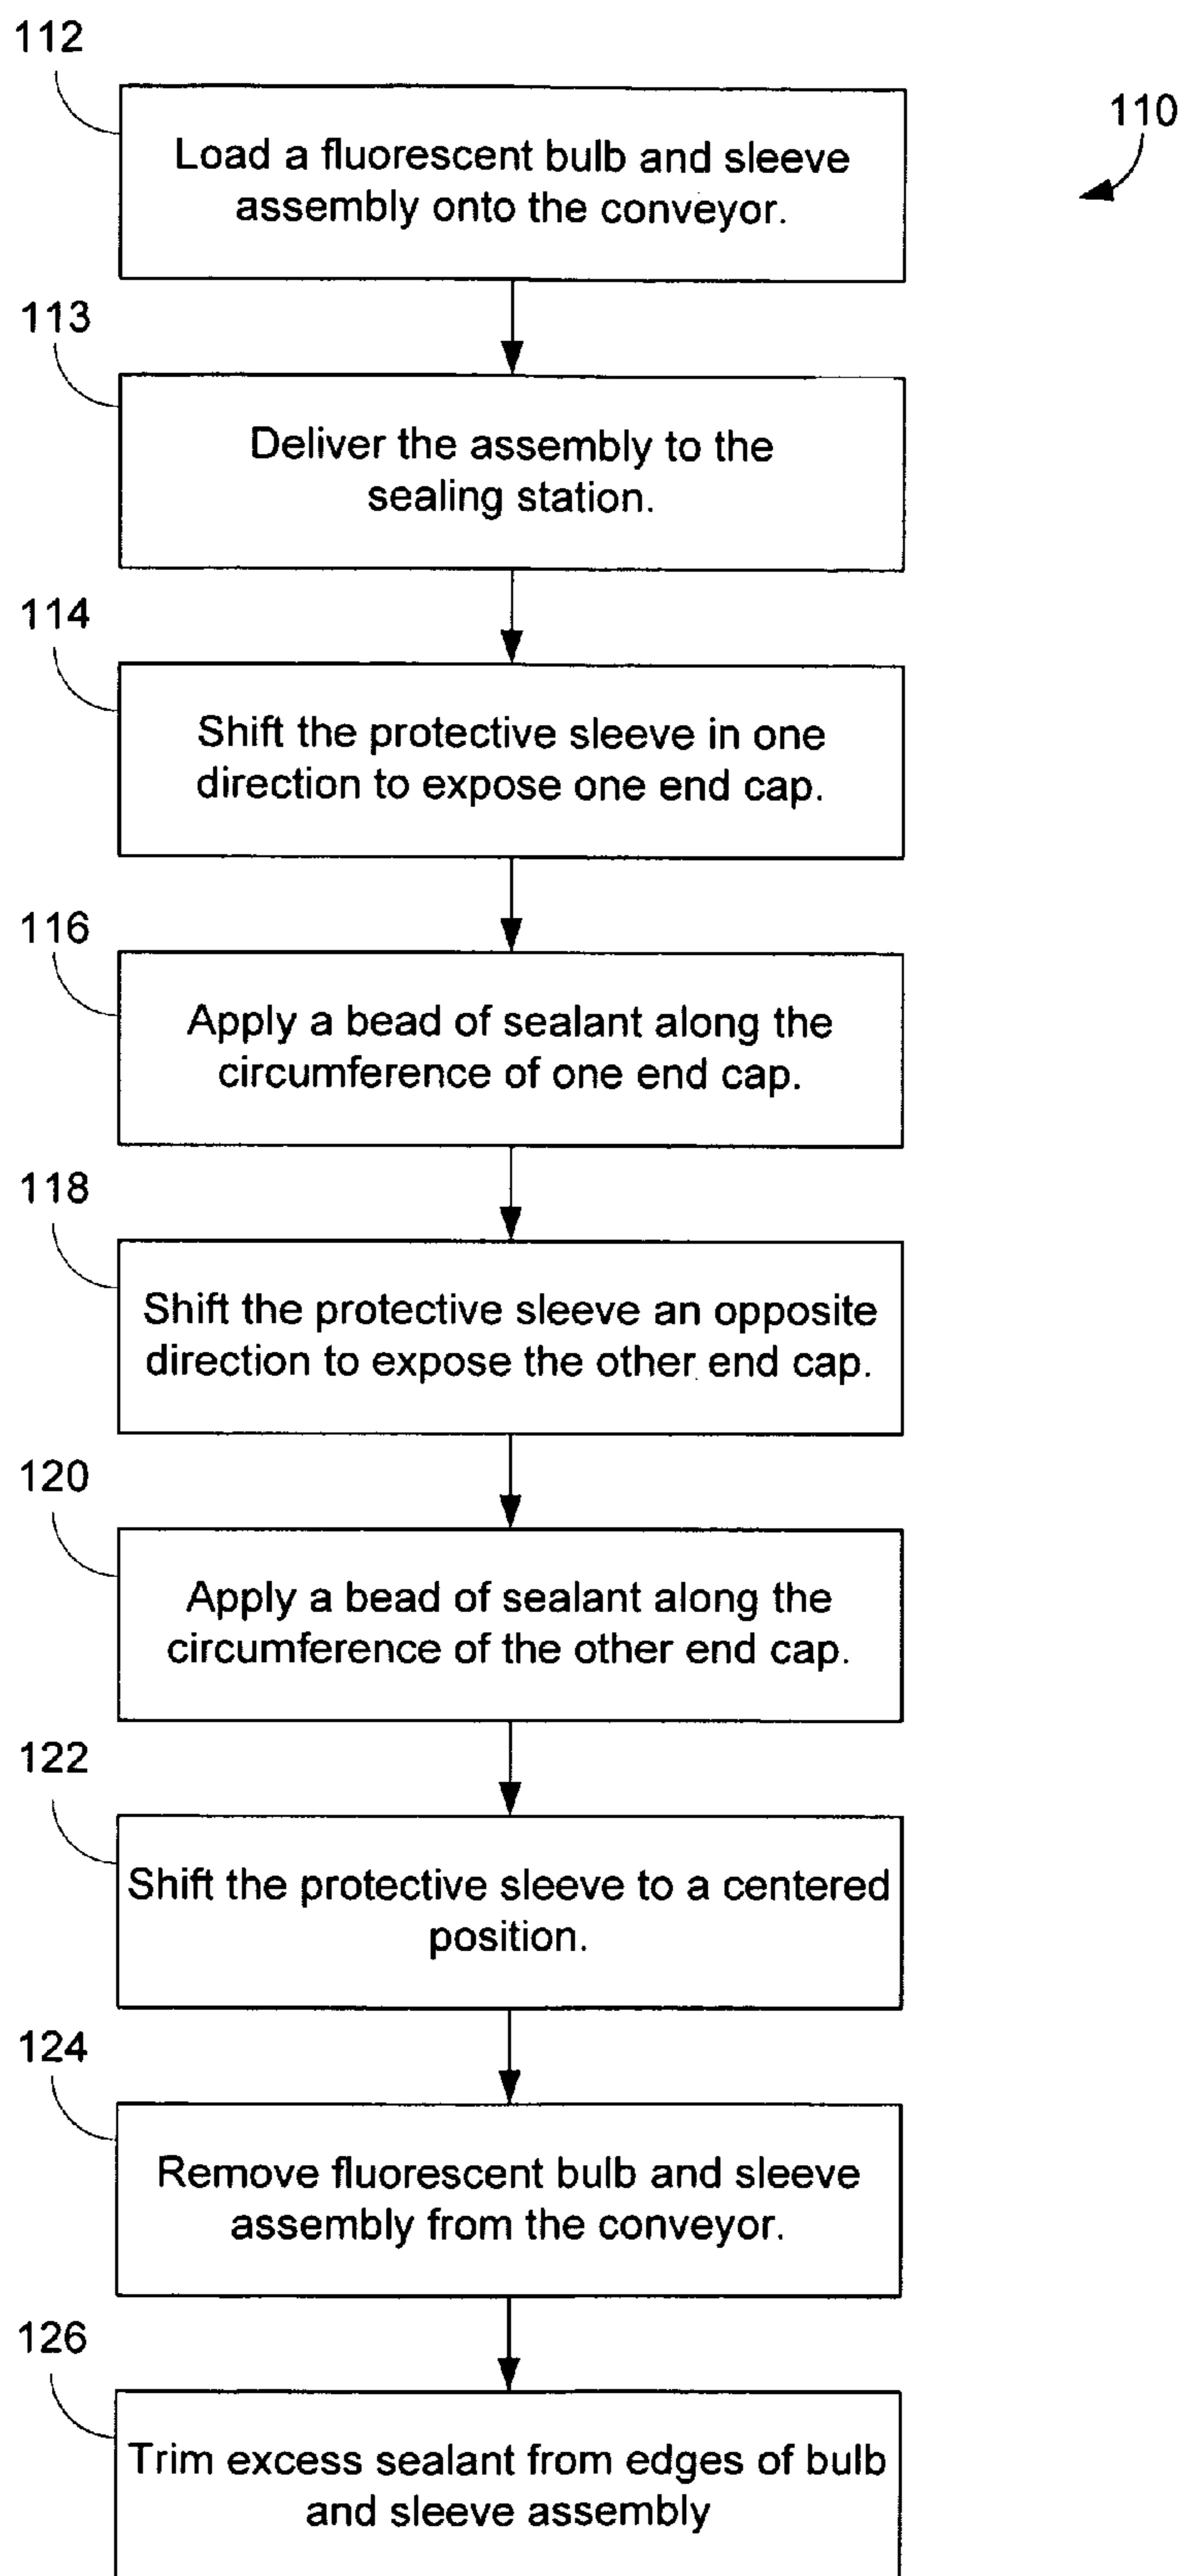 112
110
Load a fluorescent bulb and sleeve
assembly onto the conveyor.
113
Deliver the assembly to the
sealing station.
114
Shift the protective sleeve in one
direction to expose one end cap.
116
Apply a bead of sealant along the
circumference of one end cap.
118
Shift the protective sleeve an opposite
direction to expose the other end cap.
120
Apply a bead of sealant along the
circumference of the other end cap.
122
Shift the protective sleeve to a centered
position.
124
Remove fluorescent bulb and sleeve
assembly from the conveyor.
126
Trim excess sealant from edges of bulb
and sleeve assembly